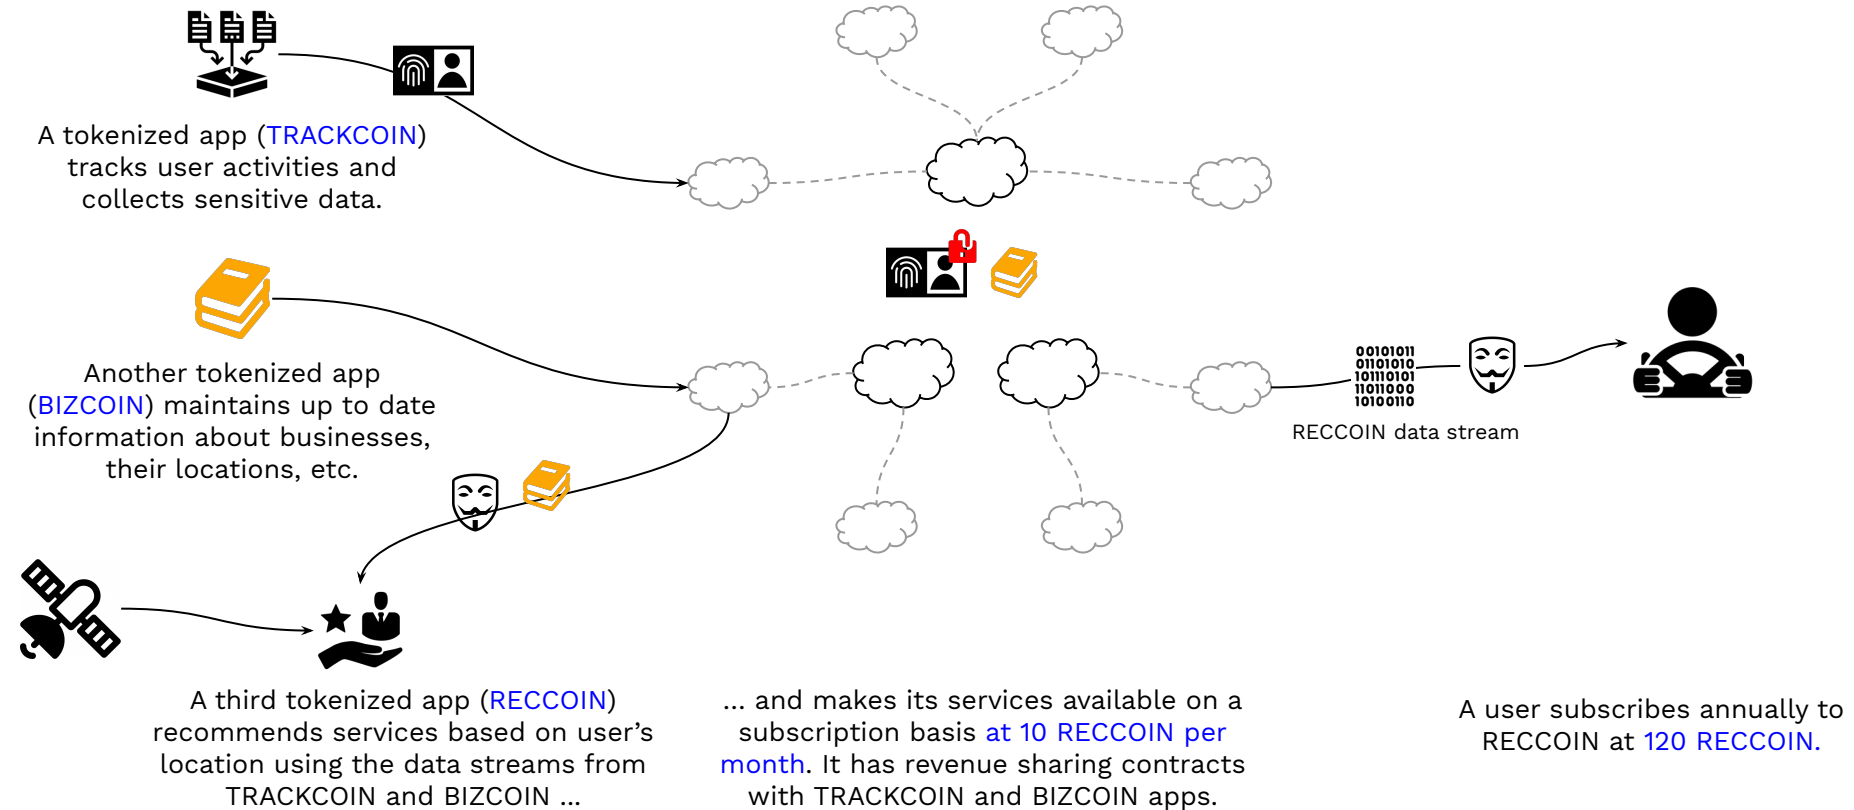 A tokenized app (TRACKCOIN)
tracks user activities and
collects sensitive data.
Another tokenized app
(BIZCOIN) maintains up to date
information about businesses,
their locations, etc.
00101011
01101010
101110101
11011000
10100110
RECCOIN data stream
A third tokenized app (RECCOIN)
recommends services based on user's
location using the data streams from
TRACKCOIN and BIZCOIN ...
... and makes its services available on a
subscription basis at 10 RECCOIN per
month. It has revenue sharing contracts
with TRACKCOIN and BIZCOIN apps.
A user subscribes annually to
RECCOIN at 120 RECCOIN.